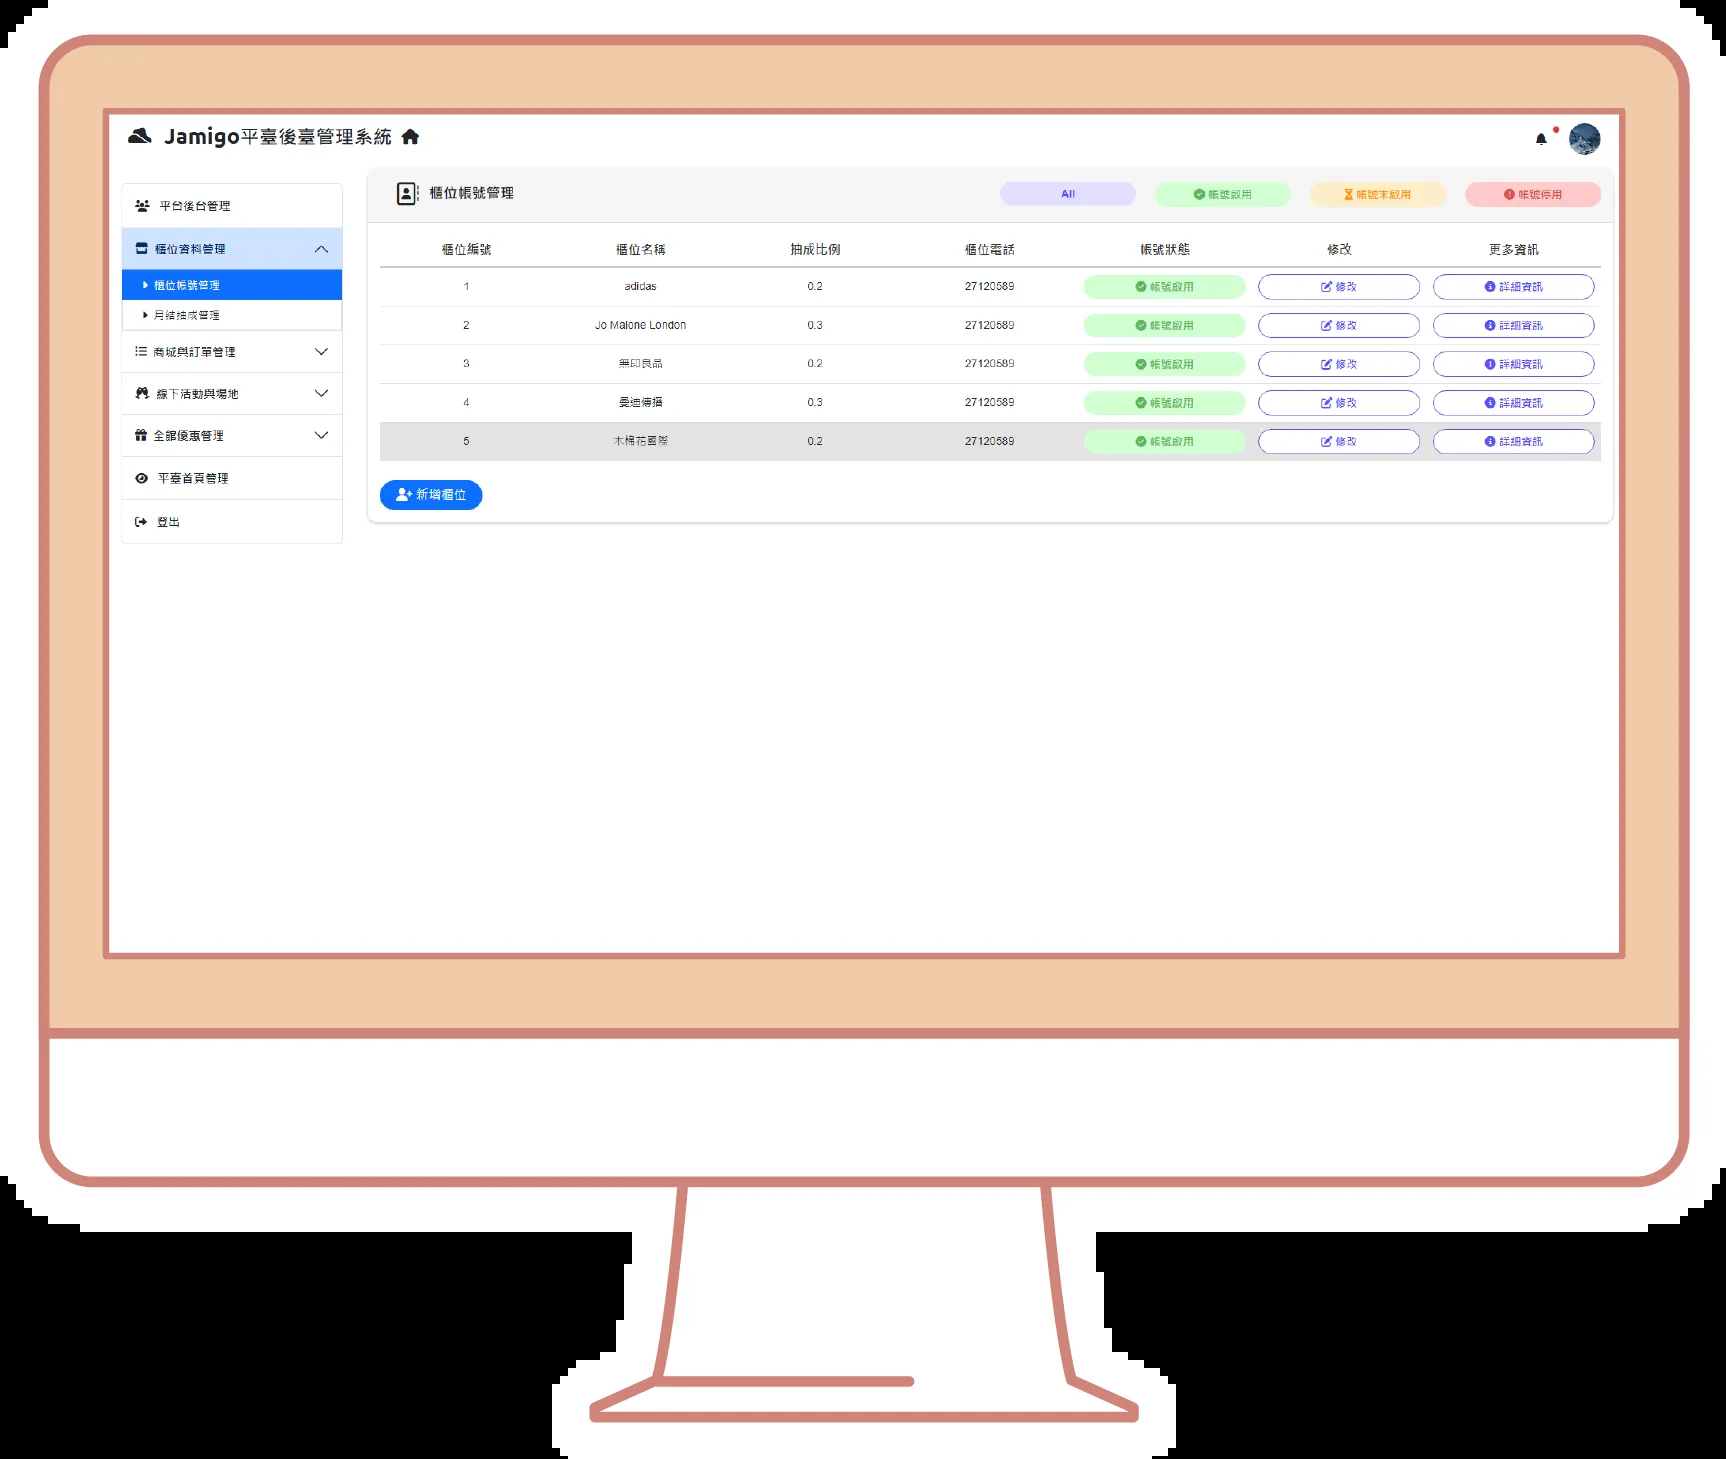 Jamigo平臺後臺管理系統
平台後台管理
櫃位資料管理
櫃位帳號管理
月結抽成管理
商城與訂單管理
線下活動與場地
全館優惠管理
平臺首頁管理
登出
櫃位帳號管理
All
帳號啟用
帳號未啟用
帳號停用
櫃位編號 櫃位名稱 抽成比例 櫃位電話 帳號狀態 修改 更多資訊
1 adidas 0.2 27120589 帳號啟用 修改 詳細資訊
2 Jo Malone London 0.3 27120589 帳號啟用 修改 詳細資訊
3 無印良品 0.2 27120589 帳號啟用 修改 詳細資訊
4 曼迪傳播 0.3 27120589 帳號啟用 修改 詳細資訊
5 木棉花國際 0.2 27120589 帳號啟用 修改 詳細資訊
新增櫃位